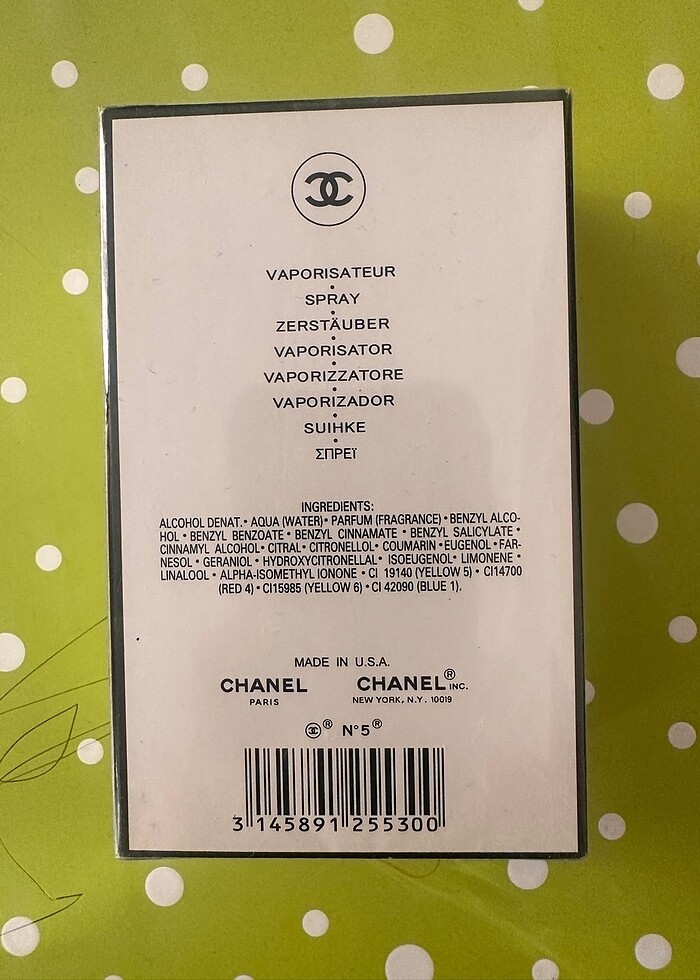 VAPORISATEUR
•
SPRAY
•
ZERSTÄUBER
•
VAPORISATOR
•
VAPORIZZATORE
•
VAPORIZADOR
•
SUIHKE
•
ΣΠΡΕΪ
INGREDIENTS:
ALCOHOL DENAT.• AQUA (WATER)• PARFUM (FRAGRANCE) • BENZYL ALCO-
HOL • BENZYL BENZOATE • BENZYL CINNAMATE • BENZYL SALICYLATE •
CINNAMYL ALCOHOL• CITRAL• CITRONELLOL• COUMARIN •EUGENOL •FAR-
NESOL • GERANIOL • HYDROXYCITRONELLAL• ISOEUGENOL• LIMONENE •
LINALOOL • ALPHA-ISOMETHYL IONONE • CI 19140 (YELLOW 5) • CI14700
(RED 4) • CI15985 (YELLOW 6) • CI 42090 (BLUE 1).
MADE IN U.S.A.
CHANEL CHANEL® INC.
PARIS NEW YORK, N.Y. 10019
® N°5®
3 145891 255300